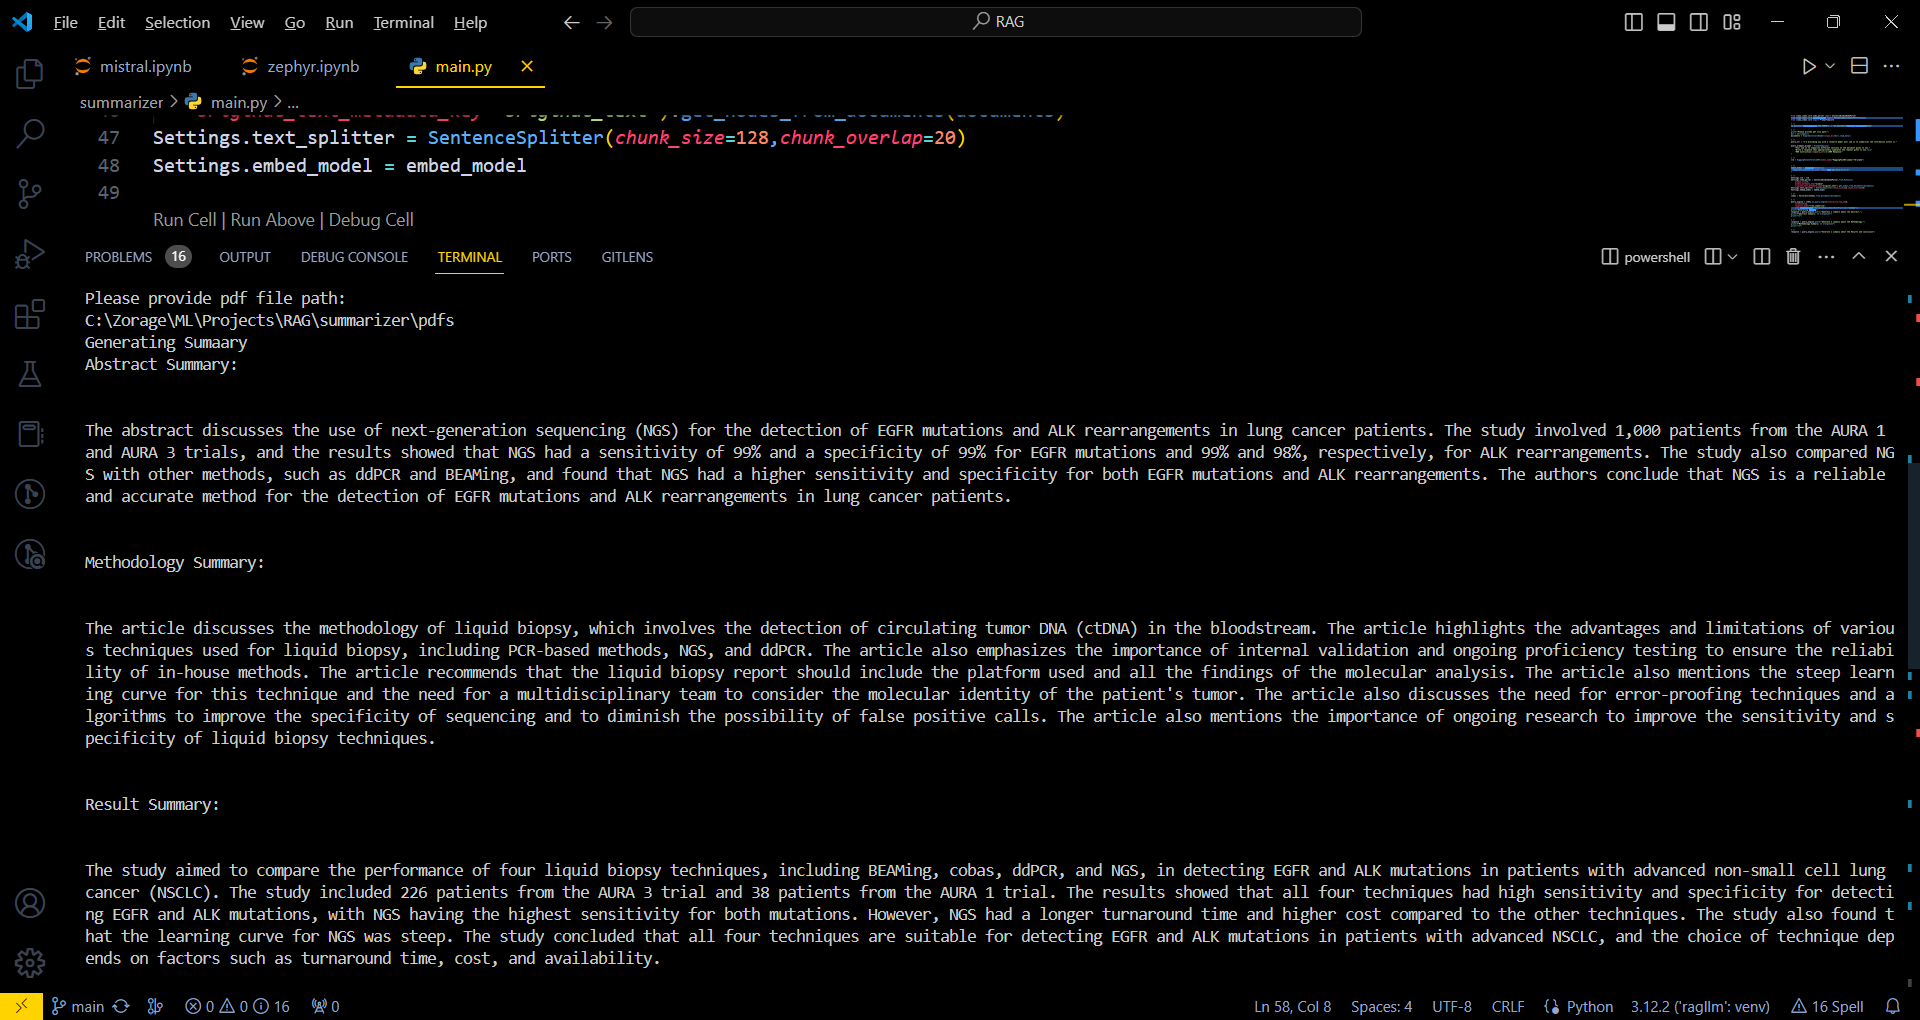 File Edit Selection View Go Run Terminal Help RAG
mistral.ipynb zephyr.ipynb main.py
summarizer > main.py > ...
47 Settings.text_splitter = SentenceSplitter(chunk_size=128,chunk_overlap=20)
48 Settings.embed_model = embed_model
49
Run Cell | Run Above | Debug Cell
PROBLEMS 16 OUTPUT DEBUG CONSOLE TERMINAL PORTS GITLENS powershell
Please provide pdf file path:
C:\Zorage\ML\Projects\RAG\summarizer\pdfs
Generating Sumaary
Abstract Summary:
The abstract discusses the use of next-generation sequencing (NGS) for the detection of EGFR mutations and ALK rearrangements in lung cancer patients. The study involved 1,000 patients from the AURA 1
and AURA 3 trials, and the results showed that NGS had a sensitivity of 99% and a specificity of 99% for EGFR mutations and 99% and 98%, respectively, for ALK rearrangements. The study also compared NG
S with other methods, such as ddPCR and BEAMing, and found that NGS had a higher sensitivity and specificity for both EGFR mutations and ALK rearrangements. The authors conclude that NGS is a reliable
and accurate method for the detection of EGFR mutations and ALK rearrangements in lung cancer patients.
Methodology Summary:
The article discusses the methodology of liquid biopsy, which involves the detection of circulating tumor DNA (ctDNA) in the bloodstream. The article highlights the advantages and limitations of variou
s techniques used for liquid biopsy, including PCR-based methods, NGS, and ddPCR. The article also emphasizes the importance of internal validation and ongoing proficiency testing to ensure the reliabi
lity of in-house methods. The article recommends that the liquid biopsy report should include the platform used and all the findings of the molecular analysis. The article also mentions the steep learn
ing curve for this technique and the need for a multidisciplinary team to consider the molecular identity of the patient's tumor. The article also discusses the need for error-proofing techniques and a
lgorithms to improve the specificity of sequencing and to diminish the possibility of false positive calls. The article also mentions the importance of ongoing research to improve the sensitivity and s
pecificity of liquid biopsy techniques.
Result Summary:
The study aimed to compare the performance of four liquid biopsy techniques, including BEAMing, cobas, ddPCR, and NGS, in detecting EGFR and ALK mutations in patients with advanced non-small cell lung
cancer (NSCLC). The study included 226 patients from the AURA 3 trial and 38 patients from the AURA 1 trial. The results showed that all four techniques had high sensitivity and specificity for detecti
ng EGFR and ALK mutations, with NGS having the highest sensitivity for both mutations. However, NGS had a longer turnaround time and higher cost compared to the other techniques. The study also found t
hat the learning curve for NGS was steep. The study concluded that all four techniques are suitable for detecting EGFR and ALK mutations in patients with advanced NSCLC, and the choice of technique dep
ends on factors such as turnaround time, cost, and availability.
main 0 0 16 0 Ln 58, Col 8 Spaces: 4 UTF-8 CRLF Python 3.12.2 ('ragllm': venv) 16 Spell